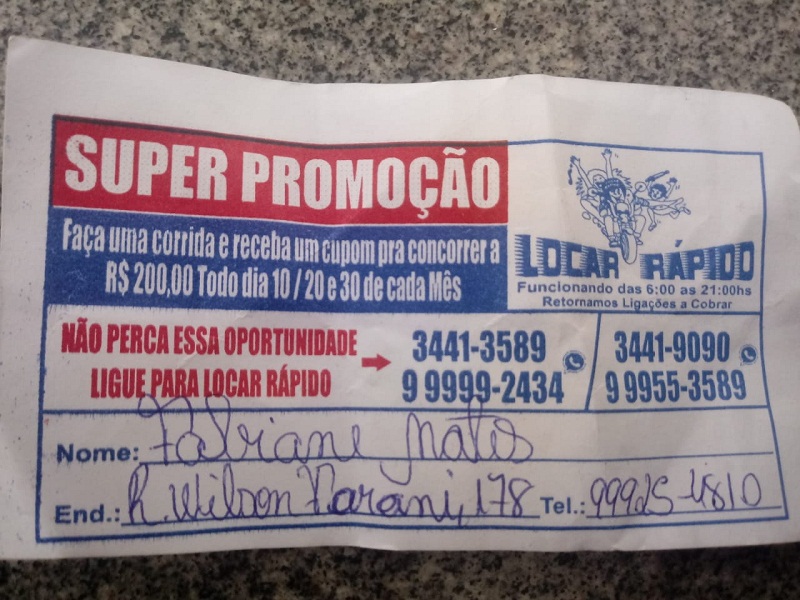 SUPER PROMOÇÃO
Faça uma corrida e receba um cupom pra concorrer a
R$ 200,00 Todo dia 10 / 20 e 30 de cada Mês
LOCAR RÁPIDO
Funcionando das 6:00 as 21:00hs
Retornamos Ligações a Cobrar
NÃO PERCA ESSA OPORTUNIDADE
LIGUE PARA LOCAR RÁPIDO
3441-3589
9 9999-2434
3441-9090
9 9955-3589
Nome: Fabiane Matos
End.: R. Wilson Parani, 178 Tel.: 99925-4810